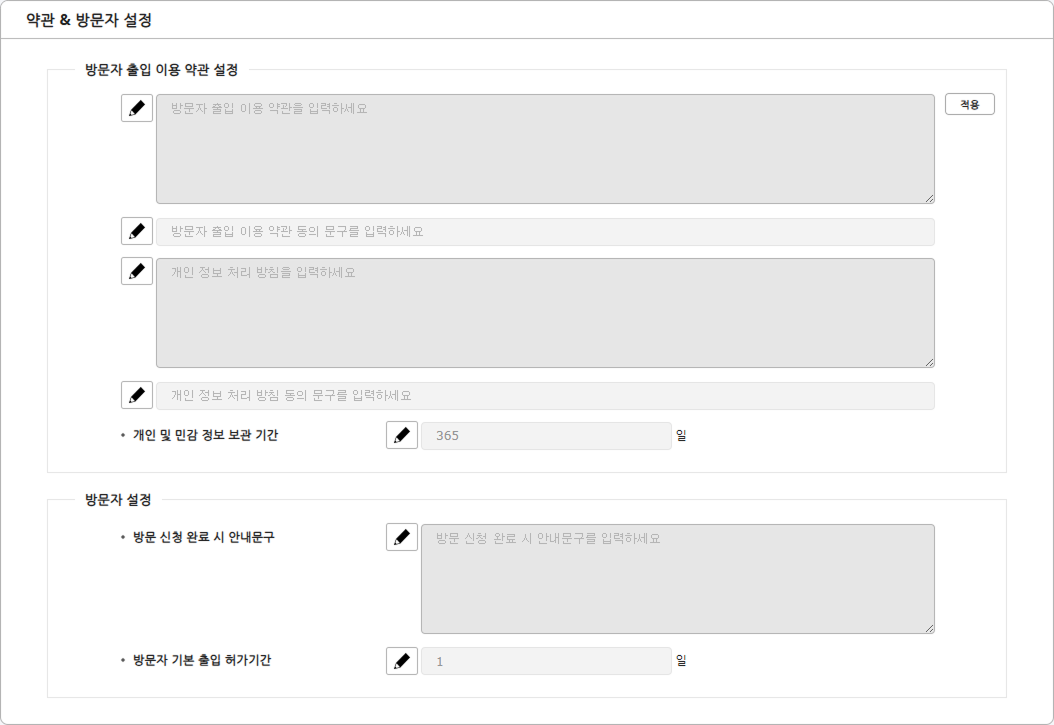 약관 & 방문자 설정
방문자 출입 이용 약관 설정
방문자 출입 이용 약관을 입력하세요
적용
방문자 출입 이용 약관 동의 문구를 입력하세요
개인 정보 처리 방침을 입력하세요
개인 정보 처리 방침 동의 문구를 입력하세요
• 개인 및 민감 정보 보관 기간 365 일
방문자 설정
• 방문 신청 완료 시 안내문구 방문 신청 완료 시 안내문구를 입력하세요
• 방문자 기본 출입 허가기간 1 일